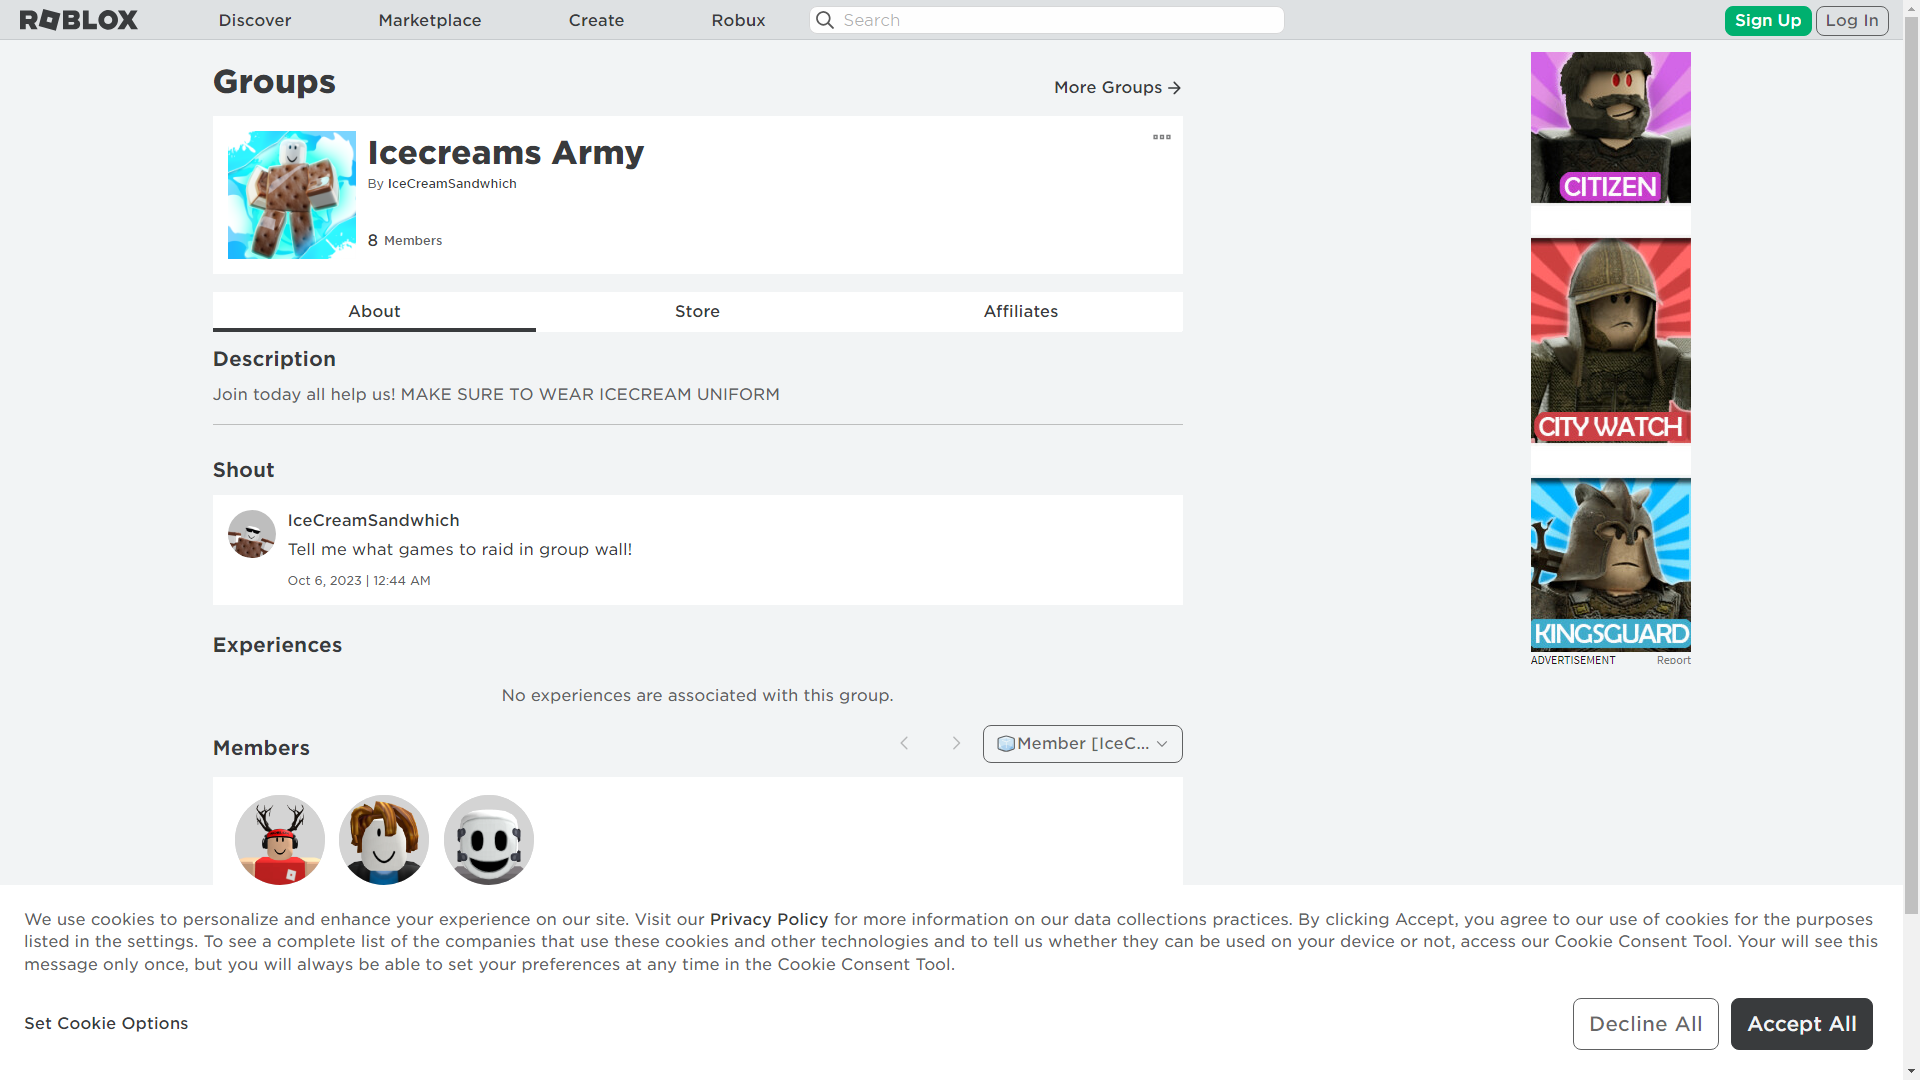 ROBLOX
Discover
Marketplace
Create
Robux
Search
Sign Up
Log In
Groups
More Groups
Icecreams Army
By IceCreamSandwhich
8 Members
About
Store
Affiliates
Description
Join today all help us! MAKE SURE TO WEAR ICECREAM UNIFORM
Shout
IceCreamSandwhich
Tell me what games to raid in group wall!
Oct 6, 2023 | 12:44 AM
Experiences
No experiences are associated with this group.
Members
Member [IceC...
CITIZEN
CITY WATCH
KINGSGUARD
ADVERTISEMENT
Report
We use cookies to personalize and enhance your experience on our site. Visit our Privacy Policy for more information on our data collections practices. By clicking Accept, you agree to our use of cookies for the purposes
listed in the settings. To see a complete list of the companies that use these cookies and other technologies and to tell us whether they can be used on your device or not, access our Cookie Consent Tool. Your will see this
message only once, but you will always be able to set your preferences at any time in the Cookie Consent Tool.
Set Cookie Options
Decline All
Accept All